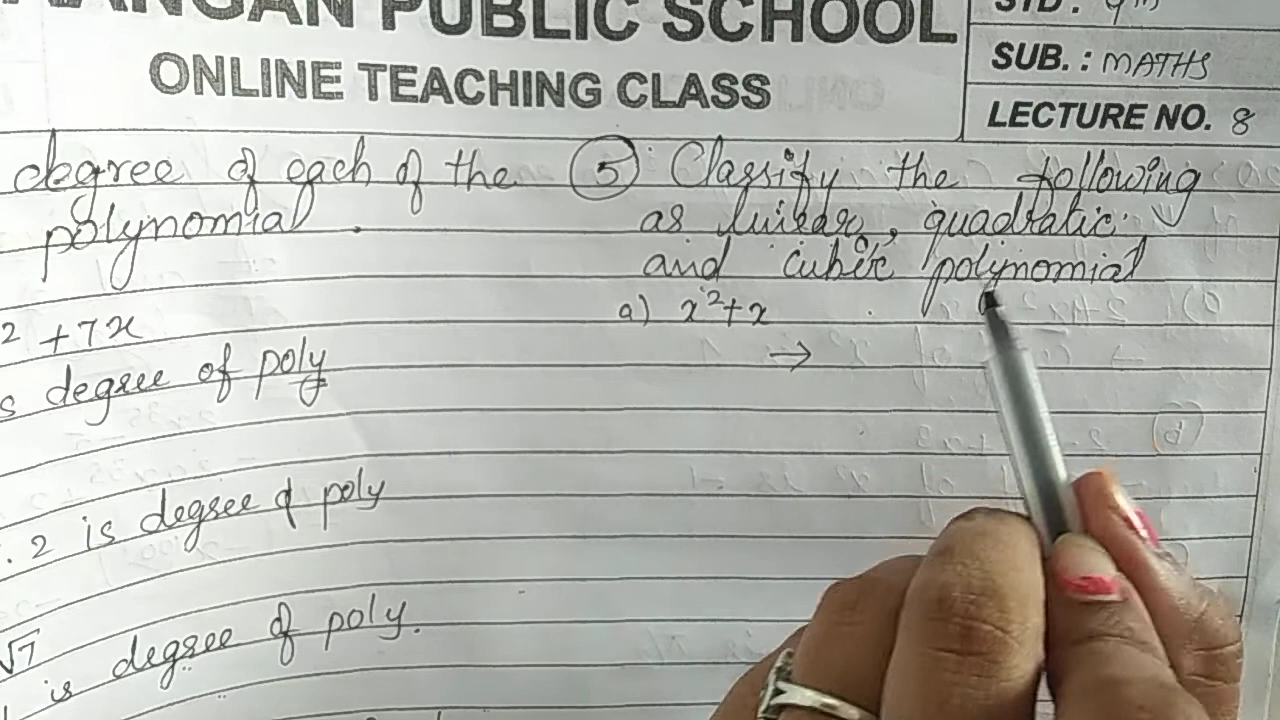 PUBLIC SCHOOL
ONLINE TEACHING CLASS
STD. : 9th
SUB. : MATHS
LECTURE NO. 8
degree of each of the
polynomial.
2 + 7x
s degree of poly
. 2 is degree of poly
√7
is degree of poly.
5 Classify the following
as linear, quadratic
and cubic polynomial
a) x²+x
→